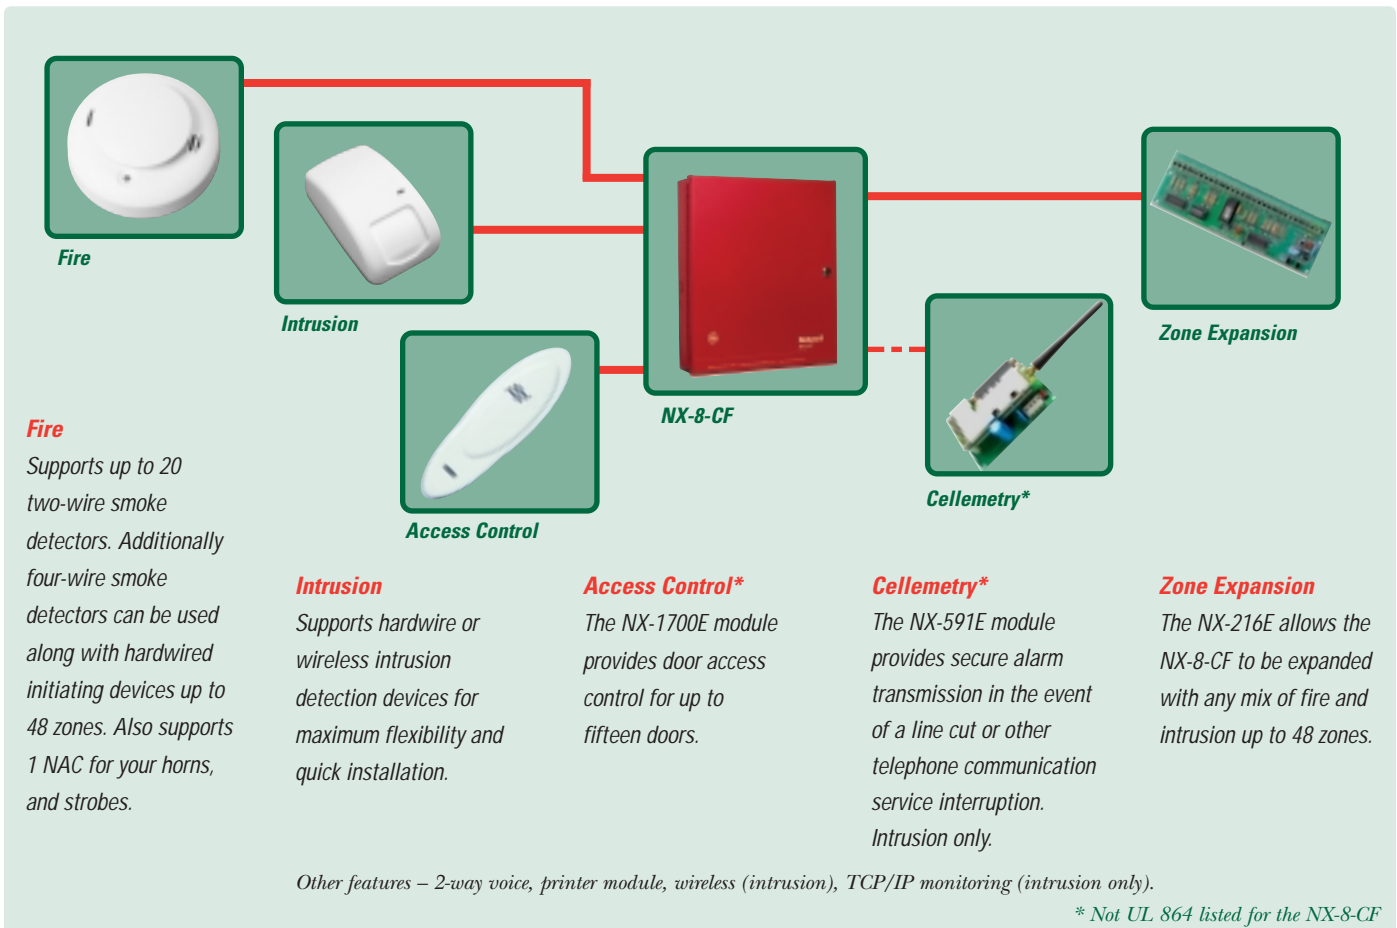 Fire
Intrusion
Access Control
NX-8-CF
Cellemetry*
Zone Expansion
Fire
Supports up to 20
two-wire smoke
detectors. Additionally
four-wire smoke
detectors can be used
along with hardwired
initiating devices up to
48 zones. Also supports
1 NAC for your horns,
and strobes.
Intrusion
Supports hardwire or
wireless intrusion
detection devices for
maximum flexibility and
quick installation.
Access Control*
The NX-1700E module
provides door access
control for up to
fifteen doors.
Cellemetry*
The NX-591E module
provides secure alarm
transmission in the event
of a line cut or other
telephone communication
service interruption.
Intrusion only.
Zone Expansion
The NX-216E allows the
NX-8-CF to be expanded
with any mix of fire and
intrusion up to 48 zones.
Other features – 2-way voice, printer module, wireless (intrusion), TCP/IP monitoring (intrusion only).
* Not UL 864 listed for the NX-8-CF